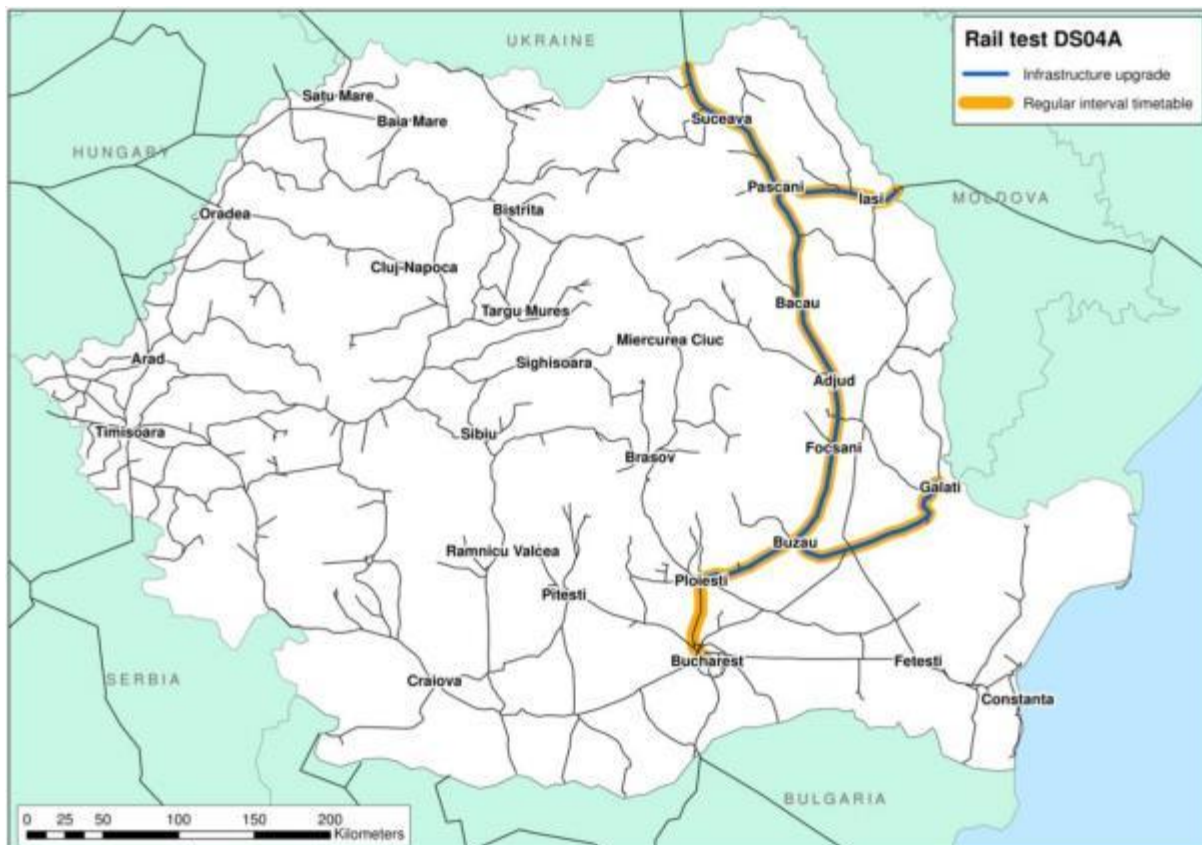 UKRAINE
Rail test DS04A
Infrastructure upgrade
Regular interval timetable
Satu Mare
Baia Mare
Suceava
HUNGARY
Pascani
Iasi
MOLDOVA
Oradea
Bistrita
Cluj-Napoca
Targu Mures
Bacau
Miercurea Ciuc
Arad
Sighisoara
Adjud
Timisoara
Sibiu
Brasov
Focsani
Galati
Buzau
Ramnicu Valcea
Ploiesti
Pitesti
Bucharest
Fetesti
SERBIA
Craiova
Constanta
BULGARIA
0 25 50 100 150 200
Kilometers